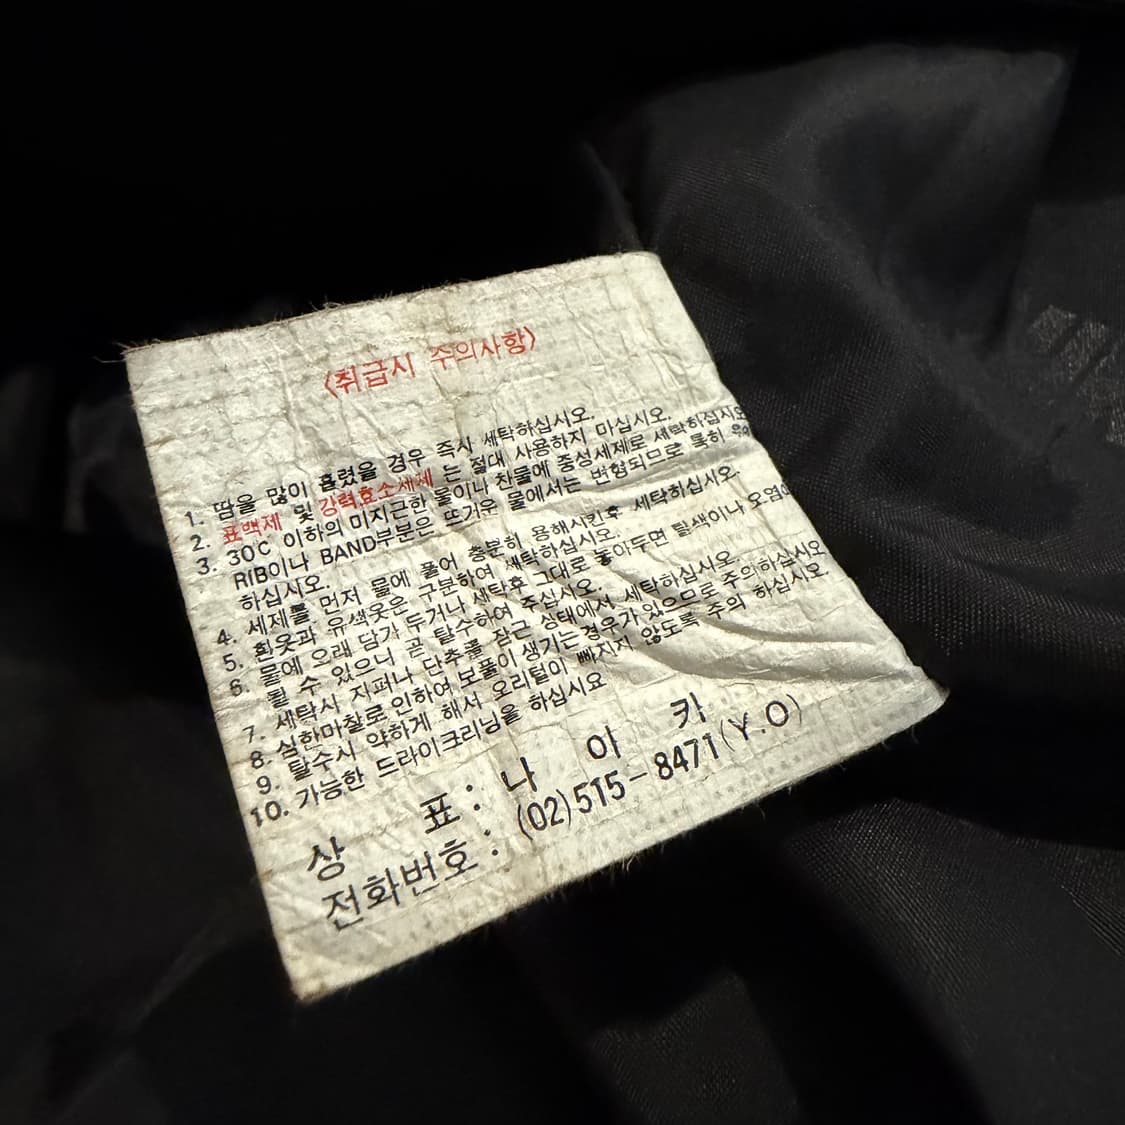 〈취급시 주의사항〉
1. 땀을 많이 흘렸을 경우 즉시 세탁하십시오.
2. 표백제 및 강력효소세제 는 절대 사용하지 마십시오.
3. 30℃ 이하의 미지근한 물이나 찬물에 중성세제로 세탁하십시오
RIB이나 BAND부분은 뜨거운 물에서는 변형되므로 특히
하십시오.
4. 세제를 먼저 물에 풀어 충분히 용해시킨후 세탁하십시오.
5. 흰옷과 유색옷은 구분하여 세탁하십시오.
6. 물에 오래 담가 두거나 세탁후 그대로 놓아두면 탈색이나 오염이
될 수 있으니 곧 탈수하여 주십시오.
7. 세탁시 지퍼나 단추를 잠근 상태에서 세탁하십시오.
8. 심한마찰로 인하여 모풀이 생기는 경우가 있으므로 주의하십시오
9. 탈수시 약하게 해서 오리털이 빠지지 않도록 주의 하십시오.
10. 가능한 드라이크리닝을 하십시요
상 표 : 나 이 카
전화번호 : (02)515-8471(Y.O)